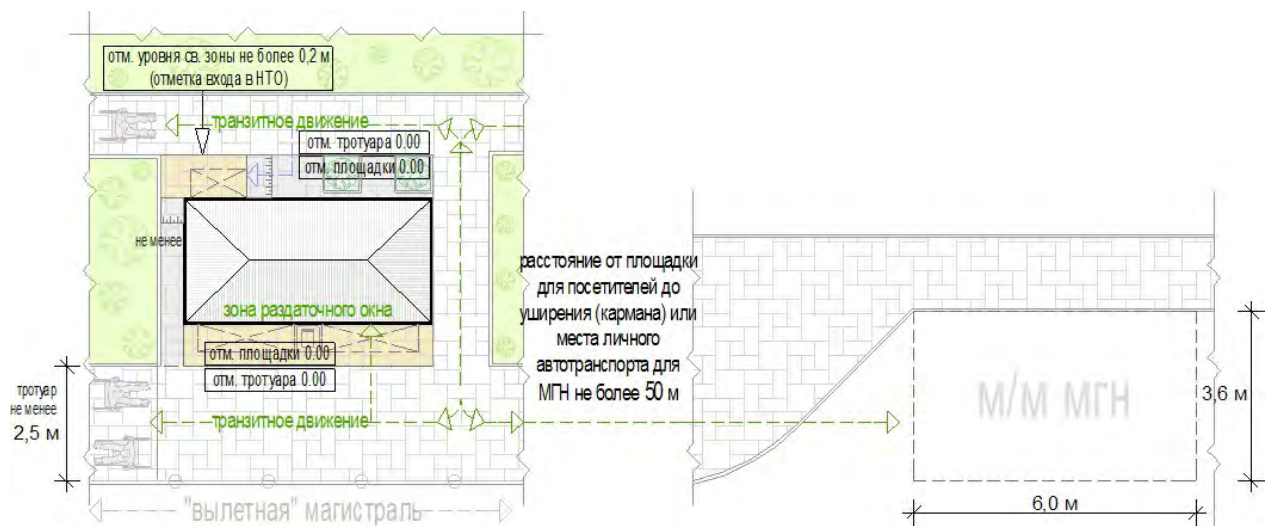 отм. уровня св. зоны не более 0,2 м
(отметка входа в НТО)
транзитное движение
отм. тротуара 0.00
отм. площадки 0.00
не менее
зона раздаточного окна
отм. площадки 0.00
отм. тротуара 0.00
тротуар
не менее
2,5 м
транзитное движение
"вылетная" магистраль
расстояние от площадки
для посетителей до
уширения (кармана) или
места личного
автотранспорта для
МГН не более 50 м
М/М МГН
3,6 м
6,0 м